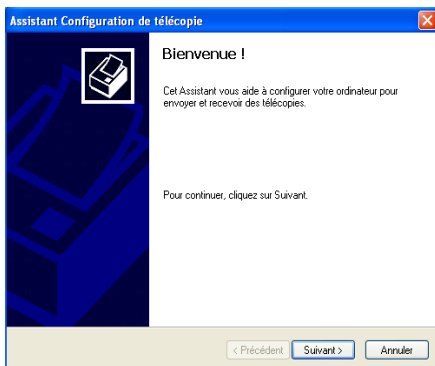 Assistant Configuration de télécopie
Bienvenue !
Cet Assistant vous aide à configurer votre ordinateur pour
envoyer et recevoir des télécopies.
Pour continuer, cliquez sur Suivant.
< Précédent Suivant > Annuler